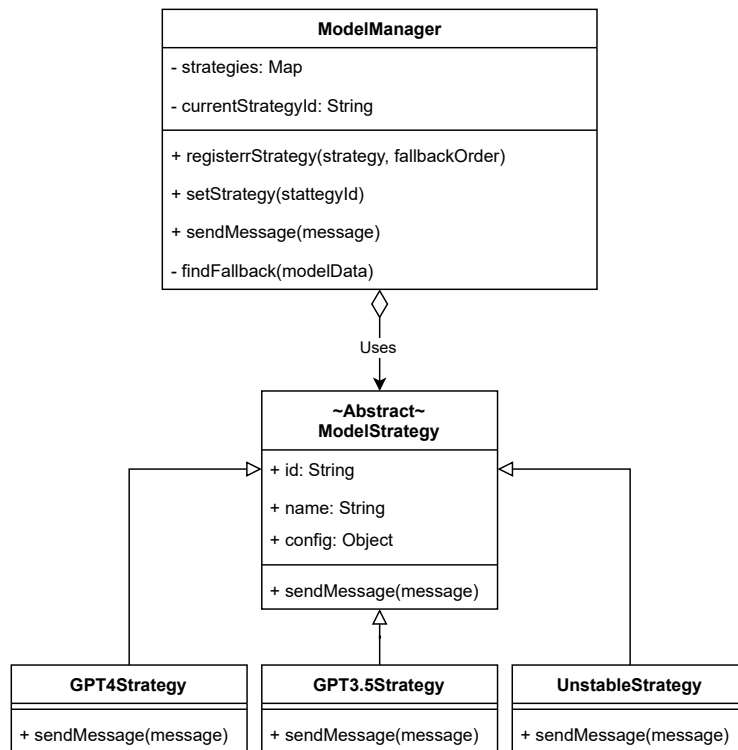 ModelManager
- strategies: Map
- currentStrategyId: String
+ registerrStrategy(strategy, fallbackOrder)
+ setStrategy(stattegyId)
+ sendMessage(message)
- findFallback(modelData)
Uses
~Abstract~
ModelStrategy
+ id: String
+ name: String
+ config: Object
+ sendMessage(message)
GPT4Strategy
+ sendMessage(message)
GPT3.5Strategy
+ sendMessage(message)
UnstableStrategy
+ sendMessage(message)